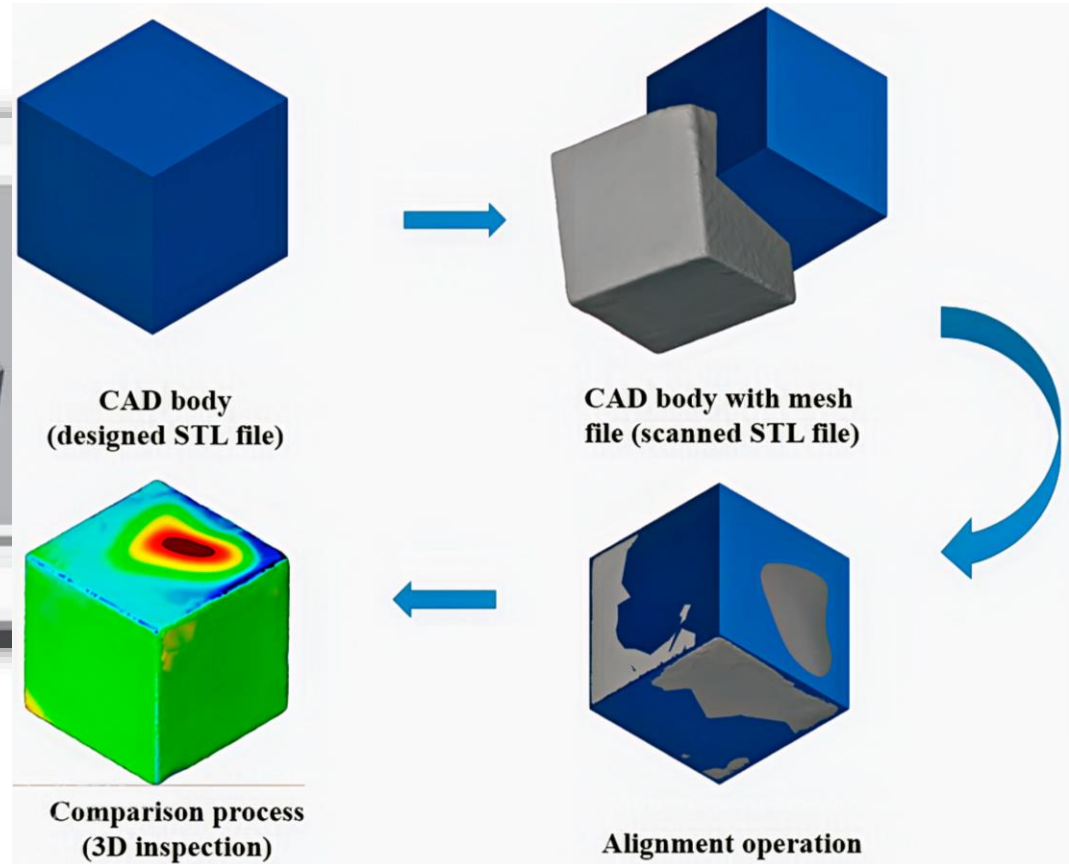 CAD body
(designed STL file)
CAD body with mesh
file (scanned STL file)
Comparison process
(3D inspection)
Alignment operation